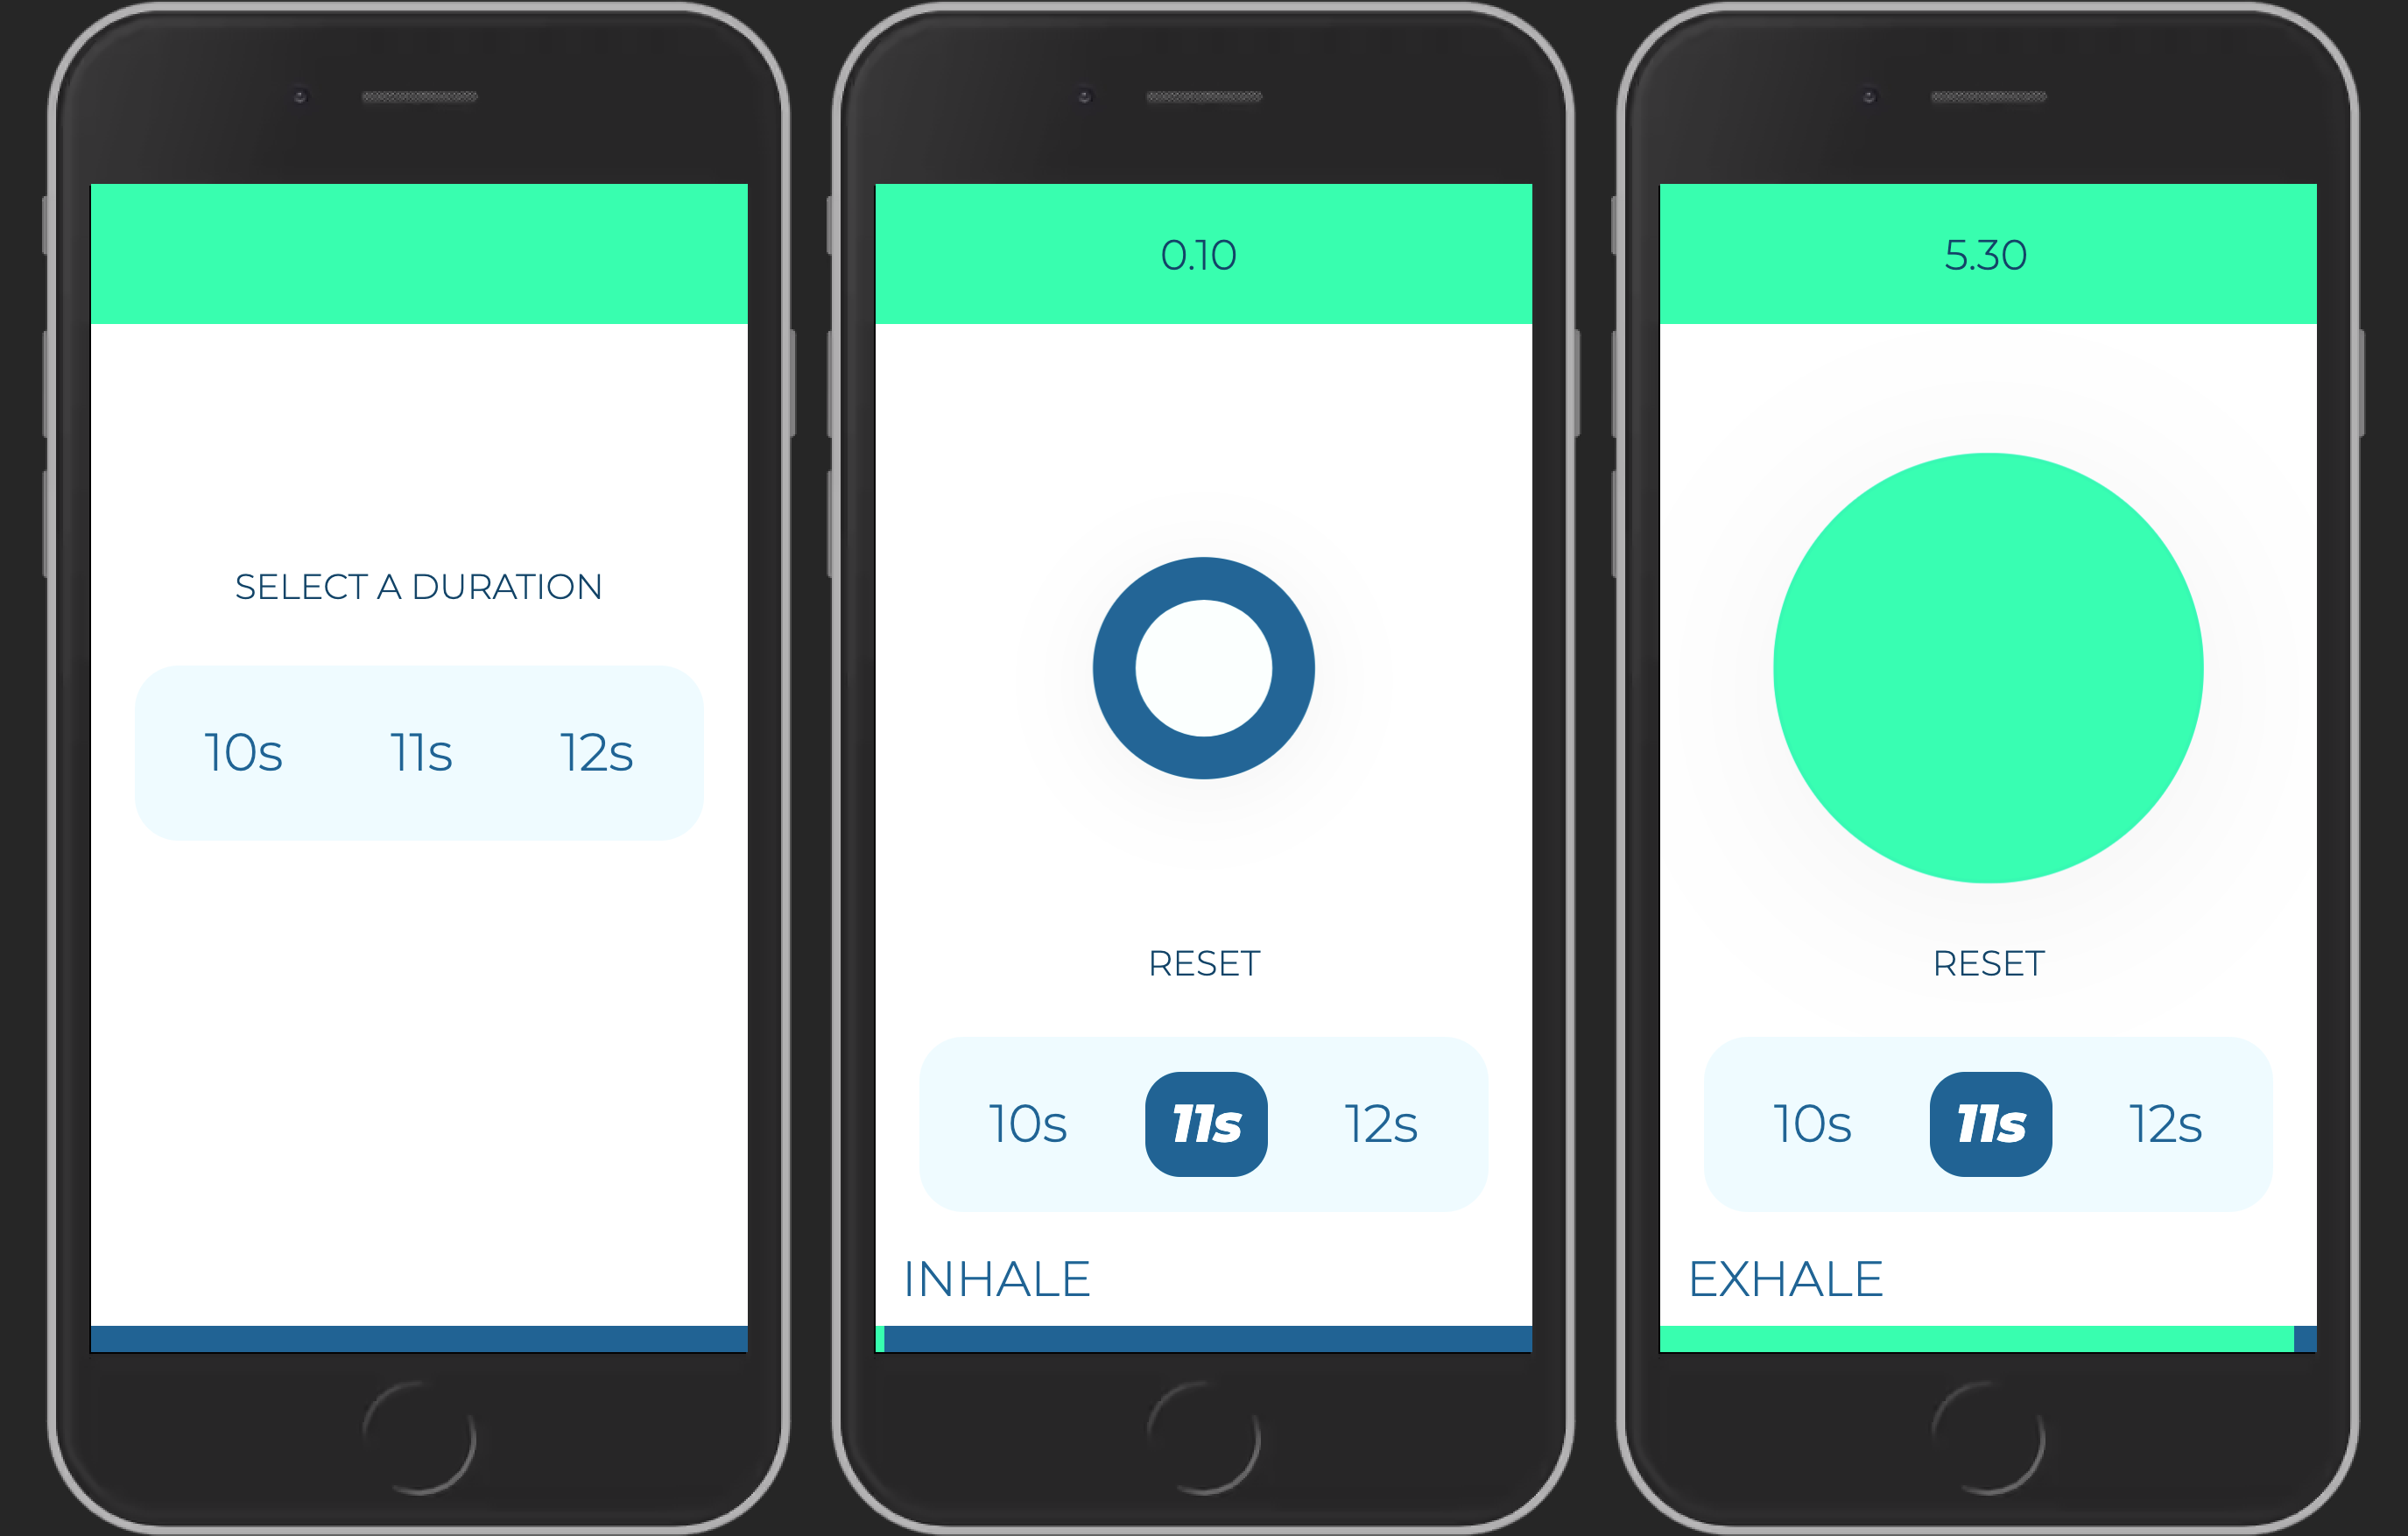 SELECT A DURATION
10s 11s 12s
0.10
RESET
10s 11s 12s
INHALE
5.30
RESET
10s 11s 12s
EXHALE